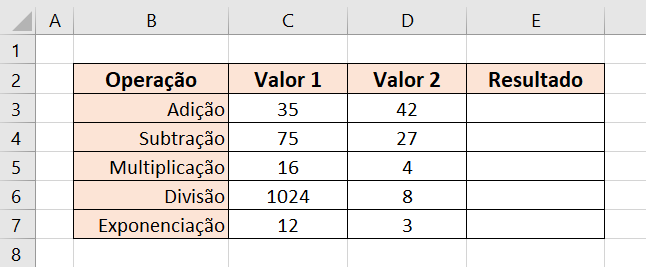 A B C D E
1
2 Operação Valor 1 Valor 2 Resultado
3 Adição 35 42
4 Subtração 75 27
5 Multiplicação 16 4
6 Divisão 1024 8
7 Exponenciação 12 3
8